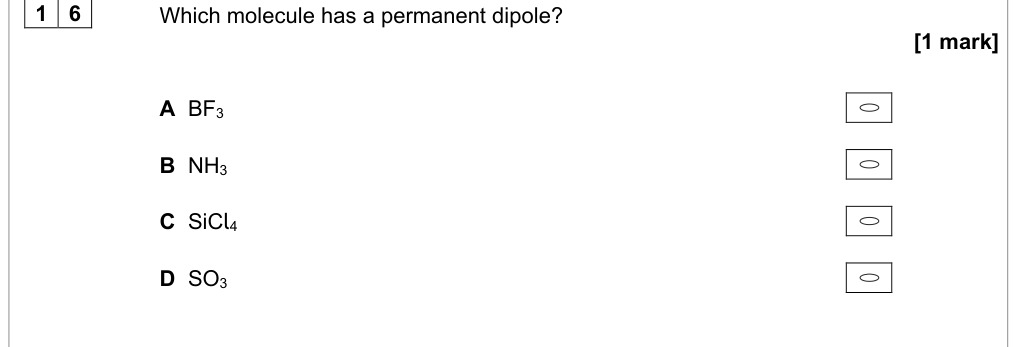 1 6 Which molecule has a permanent dipole?
[1 mark]
A BF₃
B NH₃
C SiCl₄
D SO₃